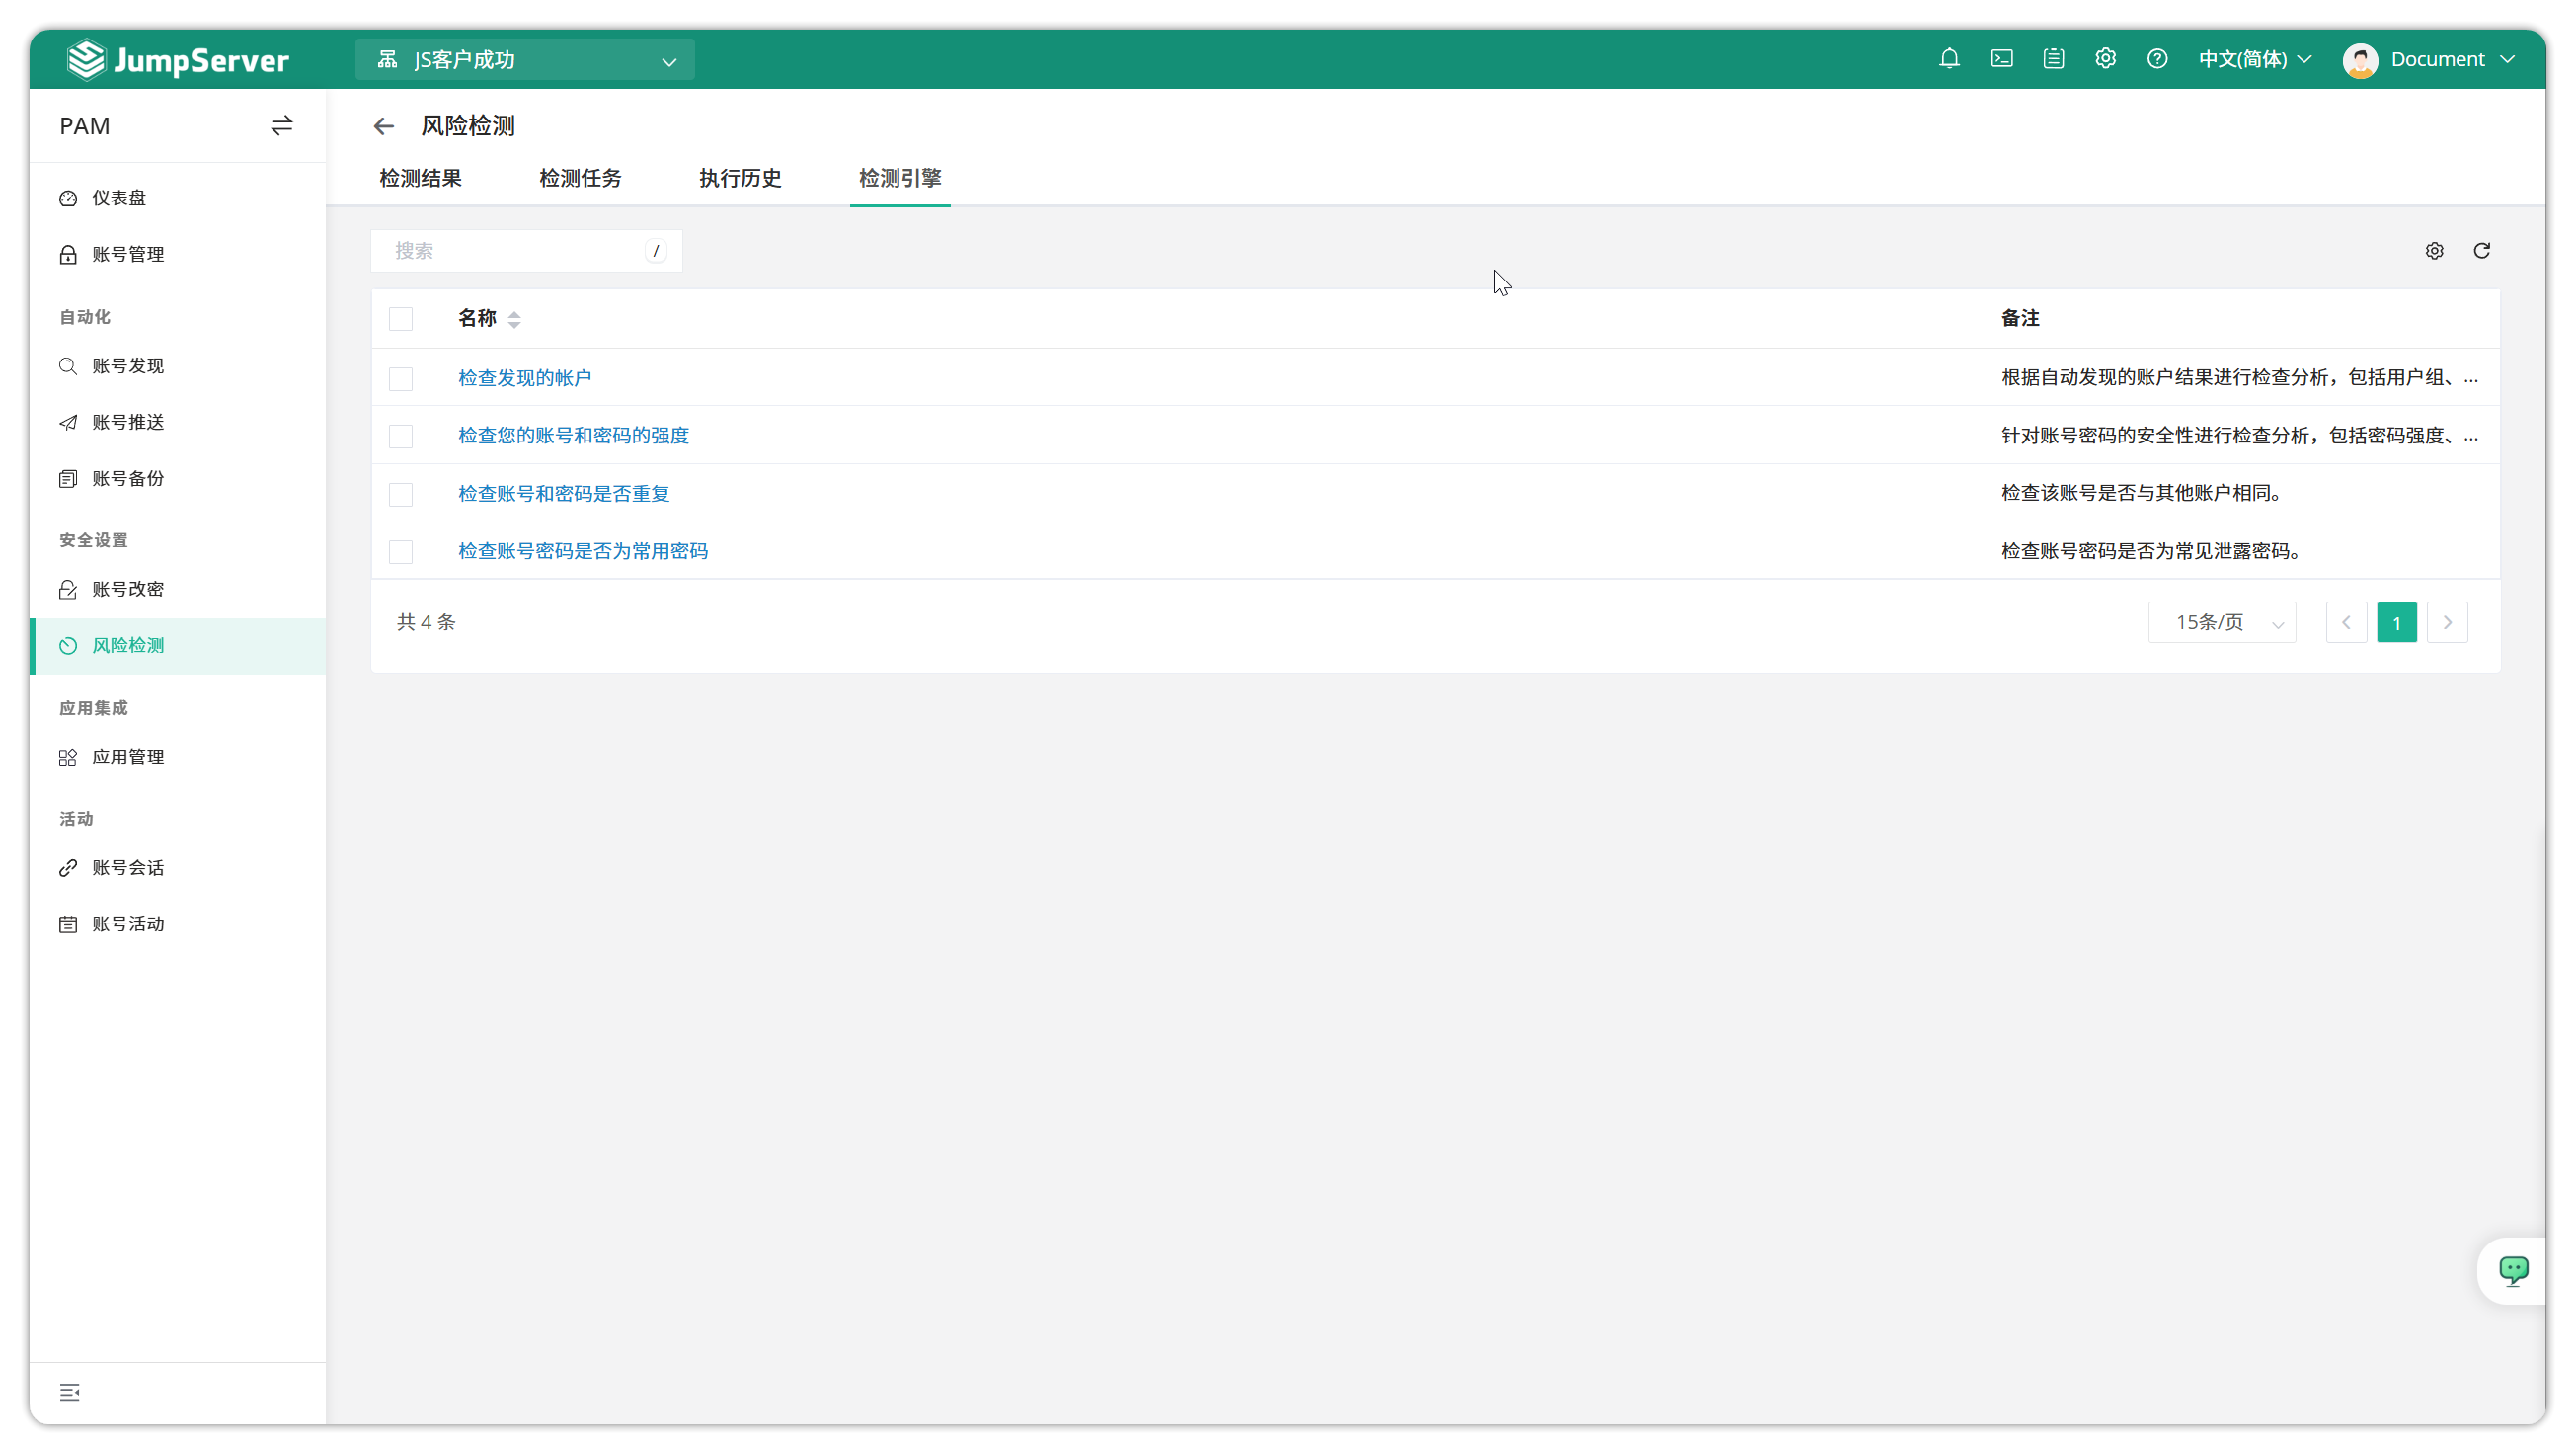 JumpServer
JS客户成功
中文(简体)
Document
PAM
仪表盘
账号管理
自动化
账号发现
账号推送
账号备份
安全设置
账号改密
风险检测
应用集成
应用管理
活动
账号会话
账号活动
风险检测
检测结果 检测任务 执行历史 检测引擎
搜索 /
名称 备注
检查发现的帐户 根据自动发现的账户结果进行检查分析，包括用户组、...
检查您的账号和密码的强度 针对账号密码的安全性进行检查分析，包括密码强度、...
检查账号和密码是否重复 检查该账号是否与其他账户相同。
检查账号密码是否为常用密码 检查账号密码是否为常见泄露密码。
共 4 条 15条/页 1